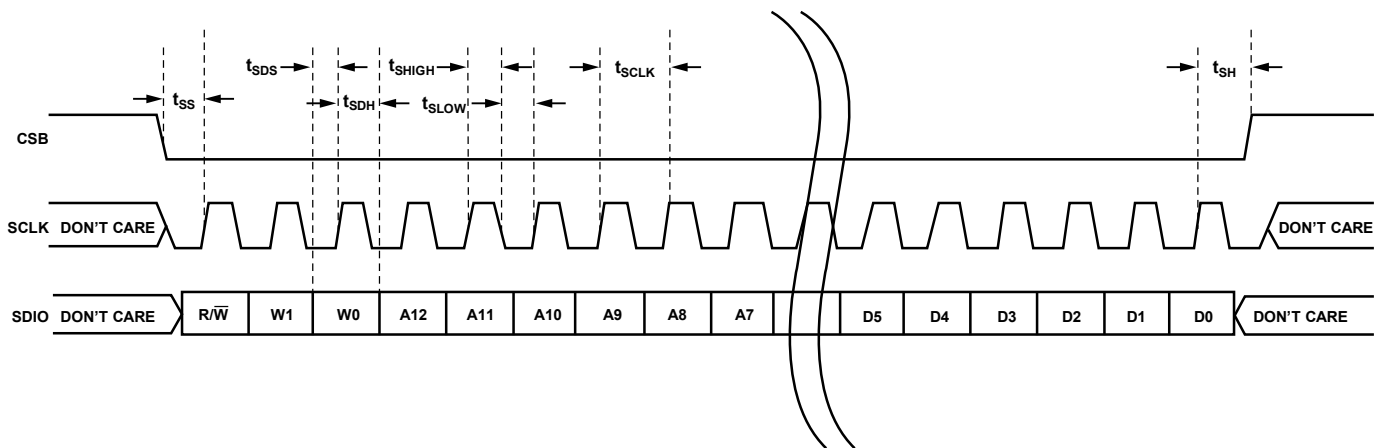 tSDS tSHIGH tSCLK tSH
tSS tSDH tSLOW
CSB
SCLK DON'T CARE DON'T CARE
SDIO DON'T CARE R/W̅ W1 W0 A12 A11 A10 A9 A8 A7 D5 D4 D3 D2 D1 D0 DON'T CARE